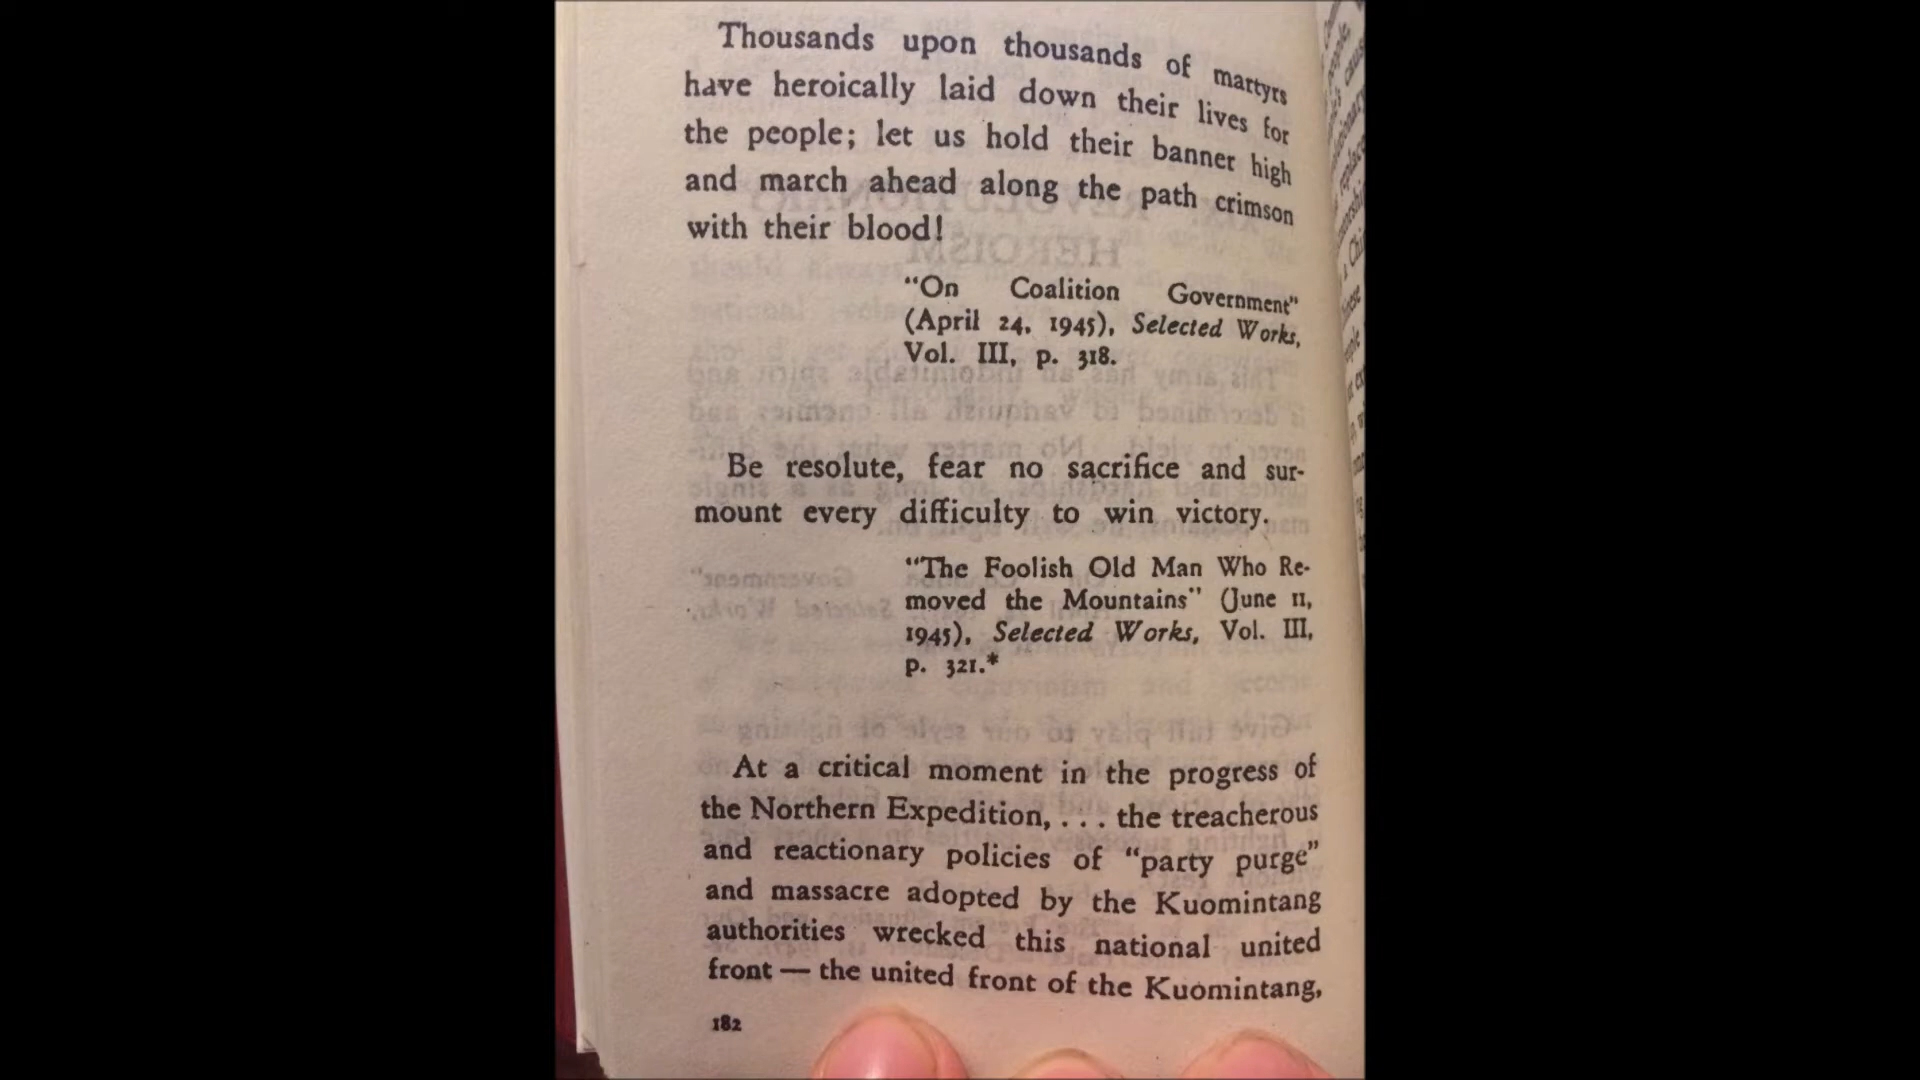 Thousands upon thousands of martyrs
have heroically laid down their lives for
the people; let us hold their banner high
and march ahead along the path crimson
with their blood!
"On Coalition Government"
(April 24, 1945), Selected Works,
Vol. III, p. 318.
Be resolute, fear no sacrifice and sur-
mount every difficulty to win victory.
"The Foolish Old Man Who Re-
moved the Mountains" (June 11,
1945), Selected Works, Vol. III,
p. 321.*
At a critical moment in the progress of
the Northern Expedition, . . . the treacherous
and reactionary policies of "party purge"
and massacre adopted by the Kuomintang
authorities wrecked this national united
front — the united front of the Kuomintang,
182